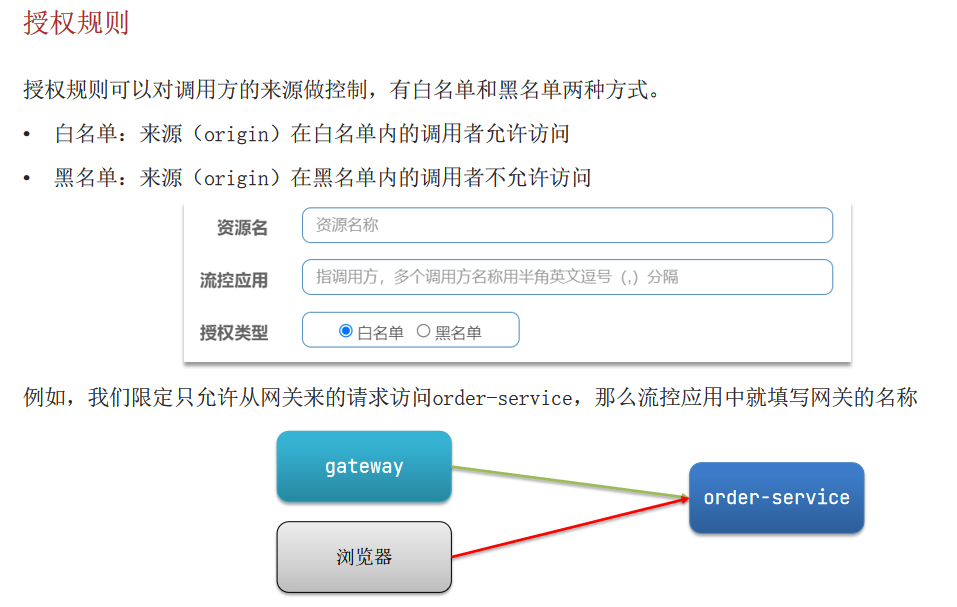 授权规则
授权规则可以对调用方的来源做控制，有白名单和黑名单两种方式。
• 白名单：来源（origin）在白名单内的调用者允许访问
• 黑名单：来源（origin）在黑名单内的调用者不允许访问
资源名 资源名称
流控应用 指调用方，多个调用方名称用半角英文逗号（,）分隔
授权类型 白名单 黑名单
例如，我们限定只允许从网关来的请求访问order-service，那么流控应用中就填写网关的名称
gateway
order-service
浏览器